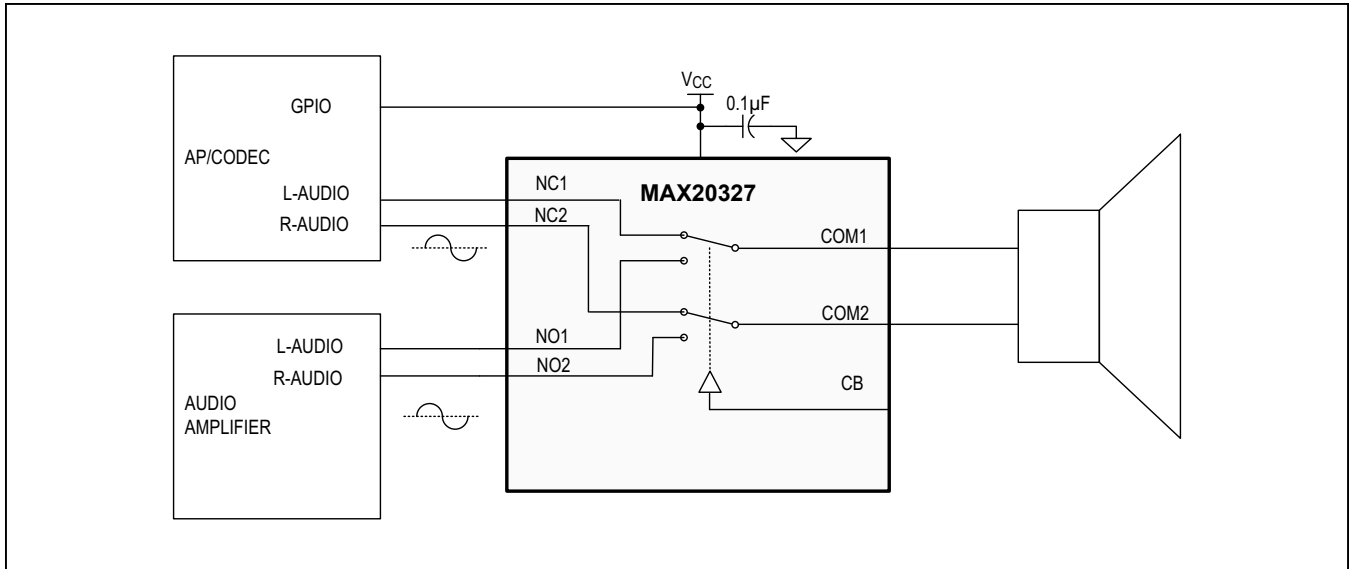 GPIO
AP/CODEC
L-AUDIO
R-AUDIO
VCC
0.1µF
MAX20327
NC1
NC2
COM1
COM2
NO1
NO2
CB
L-AUDIO
R-AUDIO
AUDIO
AMPLIFIER